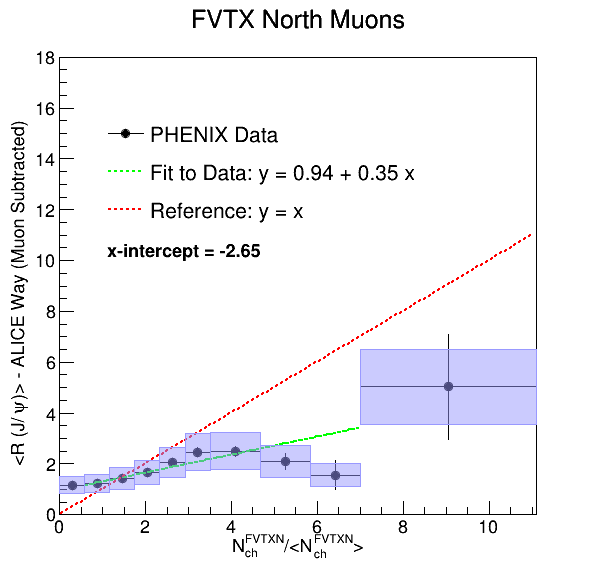 FVTX North Muons
<R (J/ψ)> - ALICE Way (Muon Subtracted)
18
16
14
12
10
8
6
4
2
0
PHENIX Data
Fit to Data: y = 0.94 + 0.35 x
Reference: y = x
x-intercept = -2.65
0 2 4 6 8 10
N_ch^FVTXN/<N_ch^FVTXN>